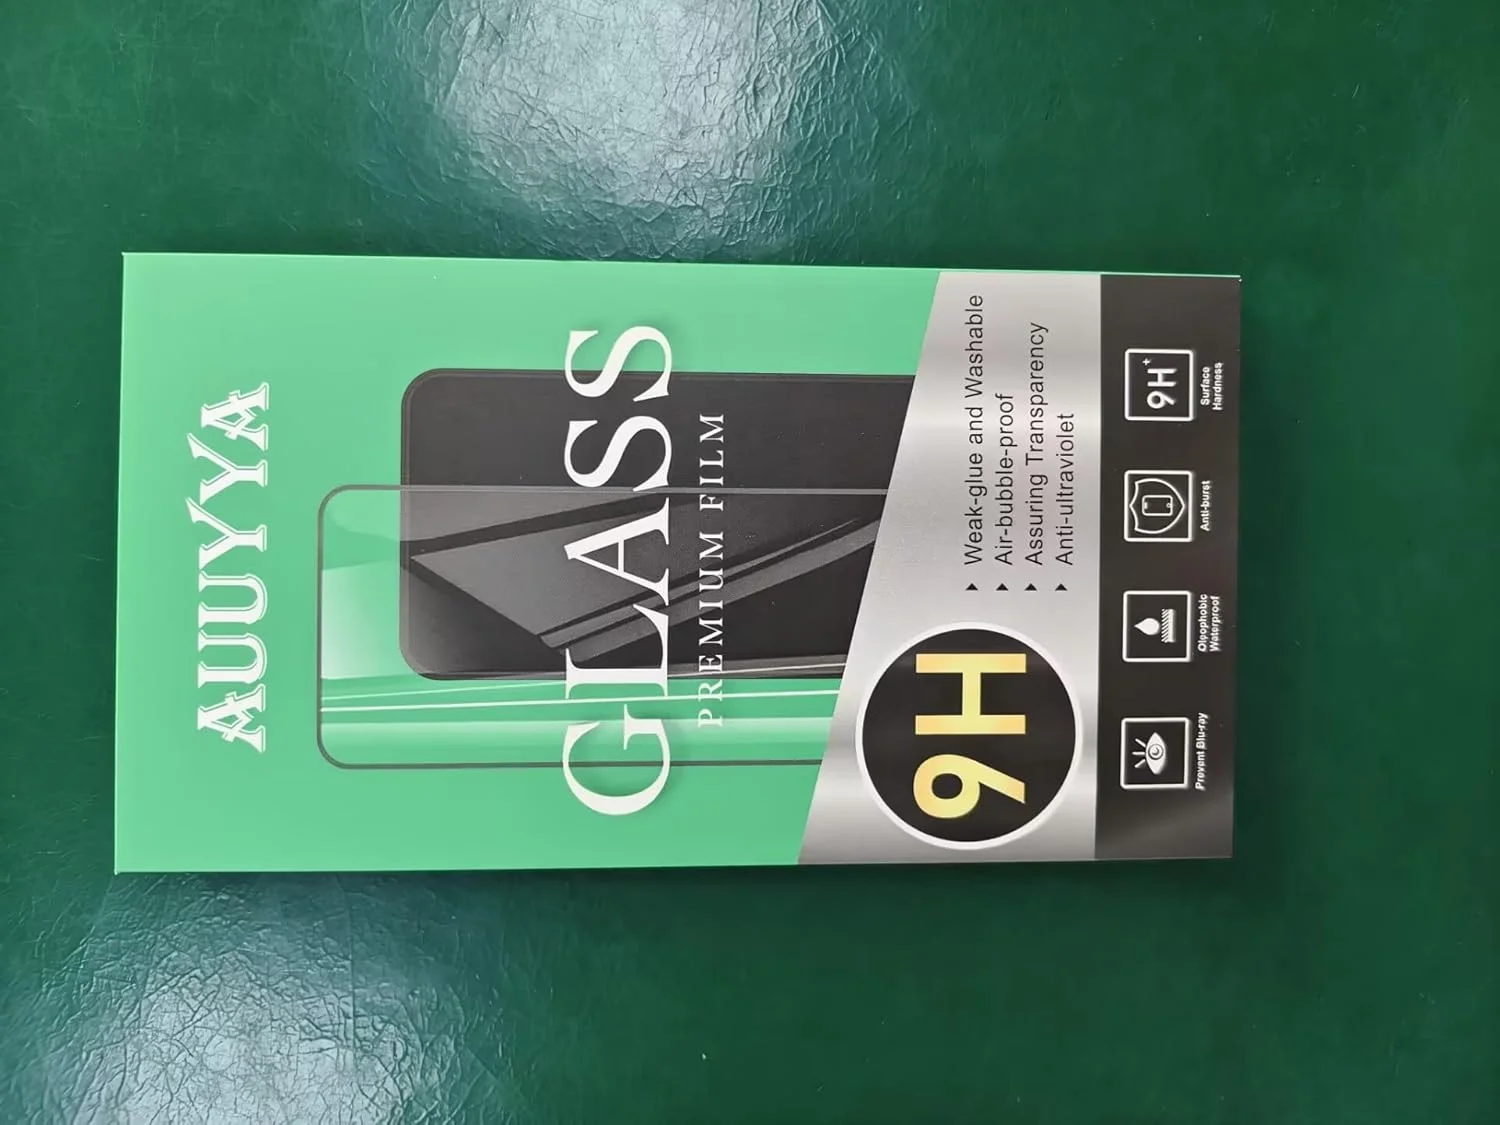 AUUYYA
GLASS
PREMIUM FILM
Weak-glue and Washable
Air-bubble-proof
Assuring Transparency
Anti-ultraviolet
9H
Prevent Blu-ray
Oleophobic
Waterproof
Anti-burst
9H+
Surface
Hardness